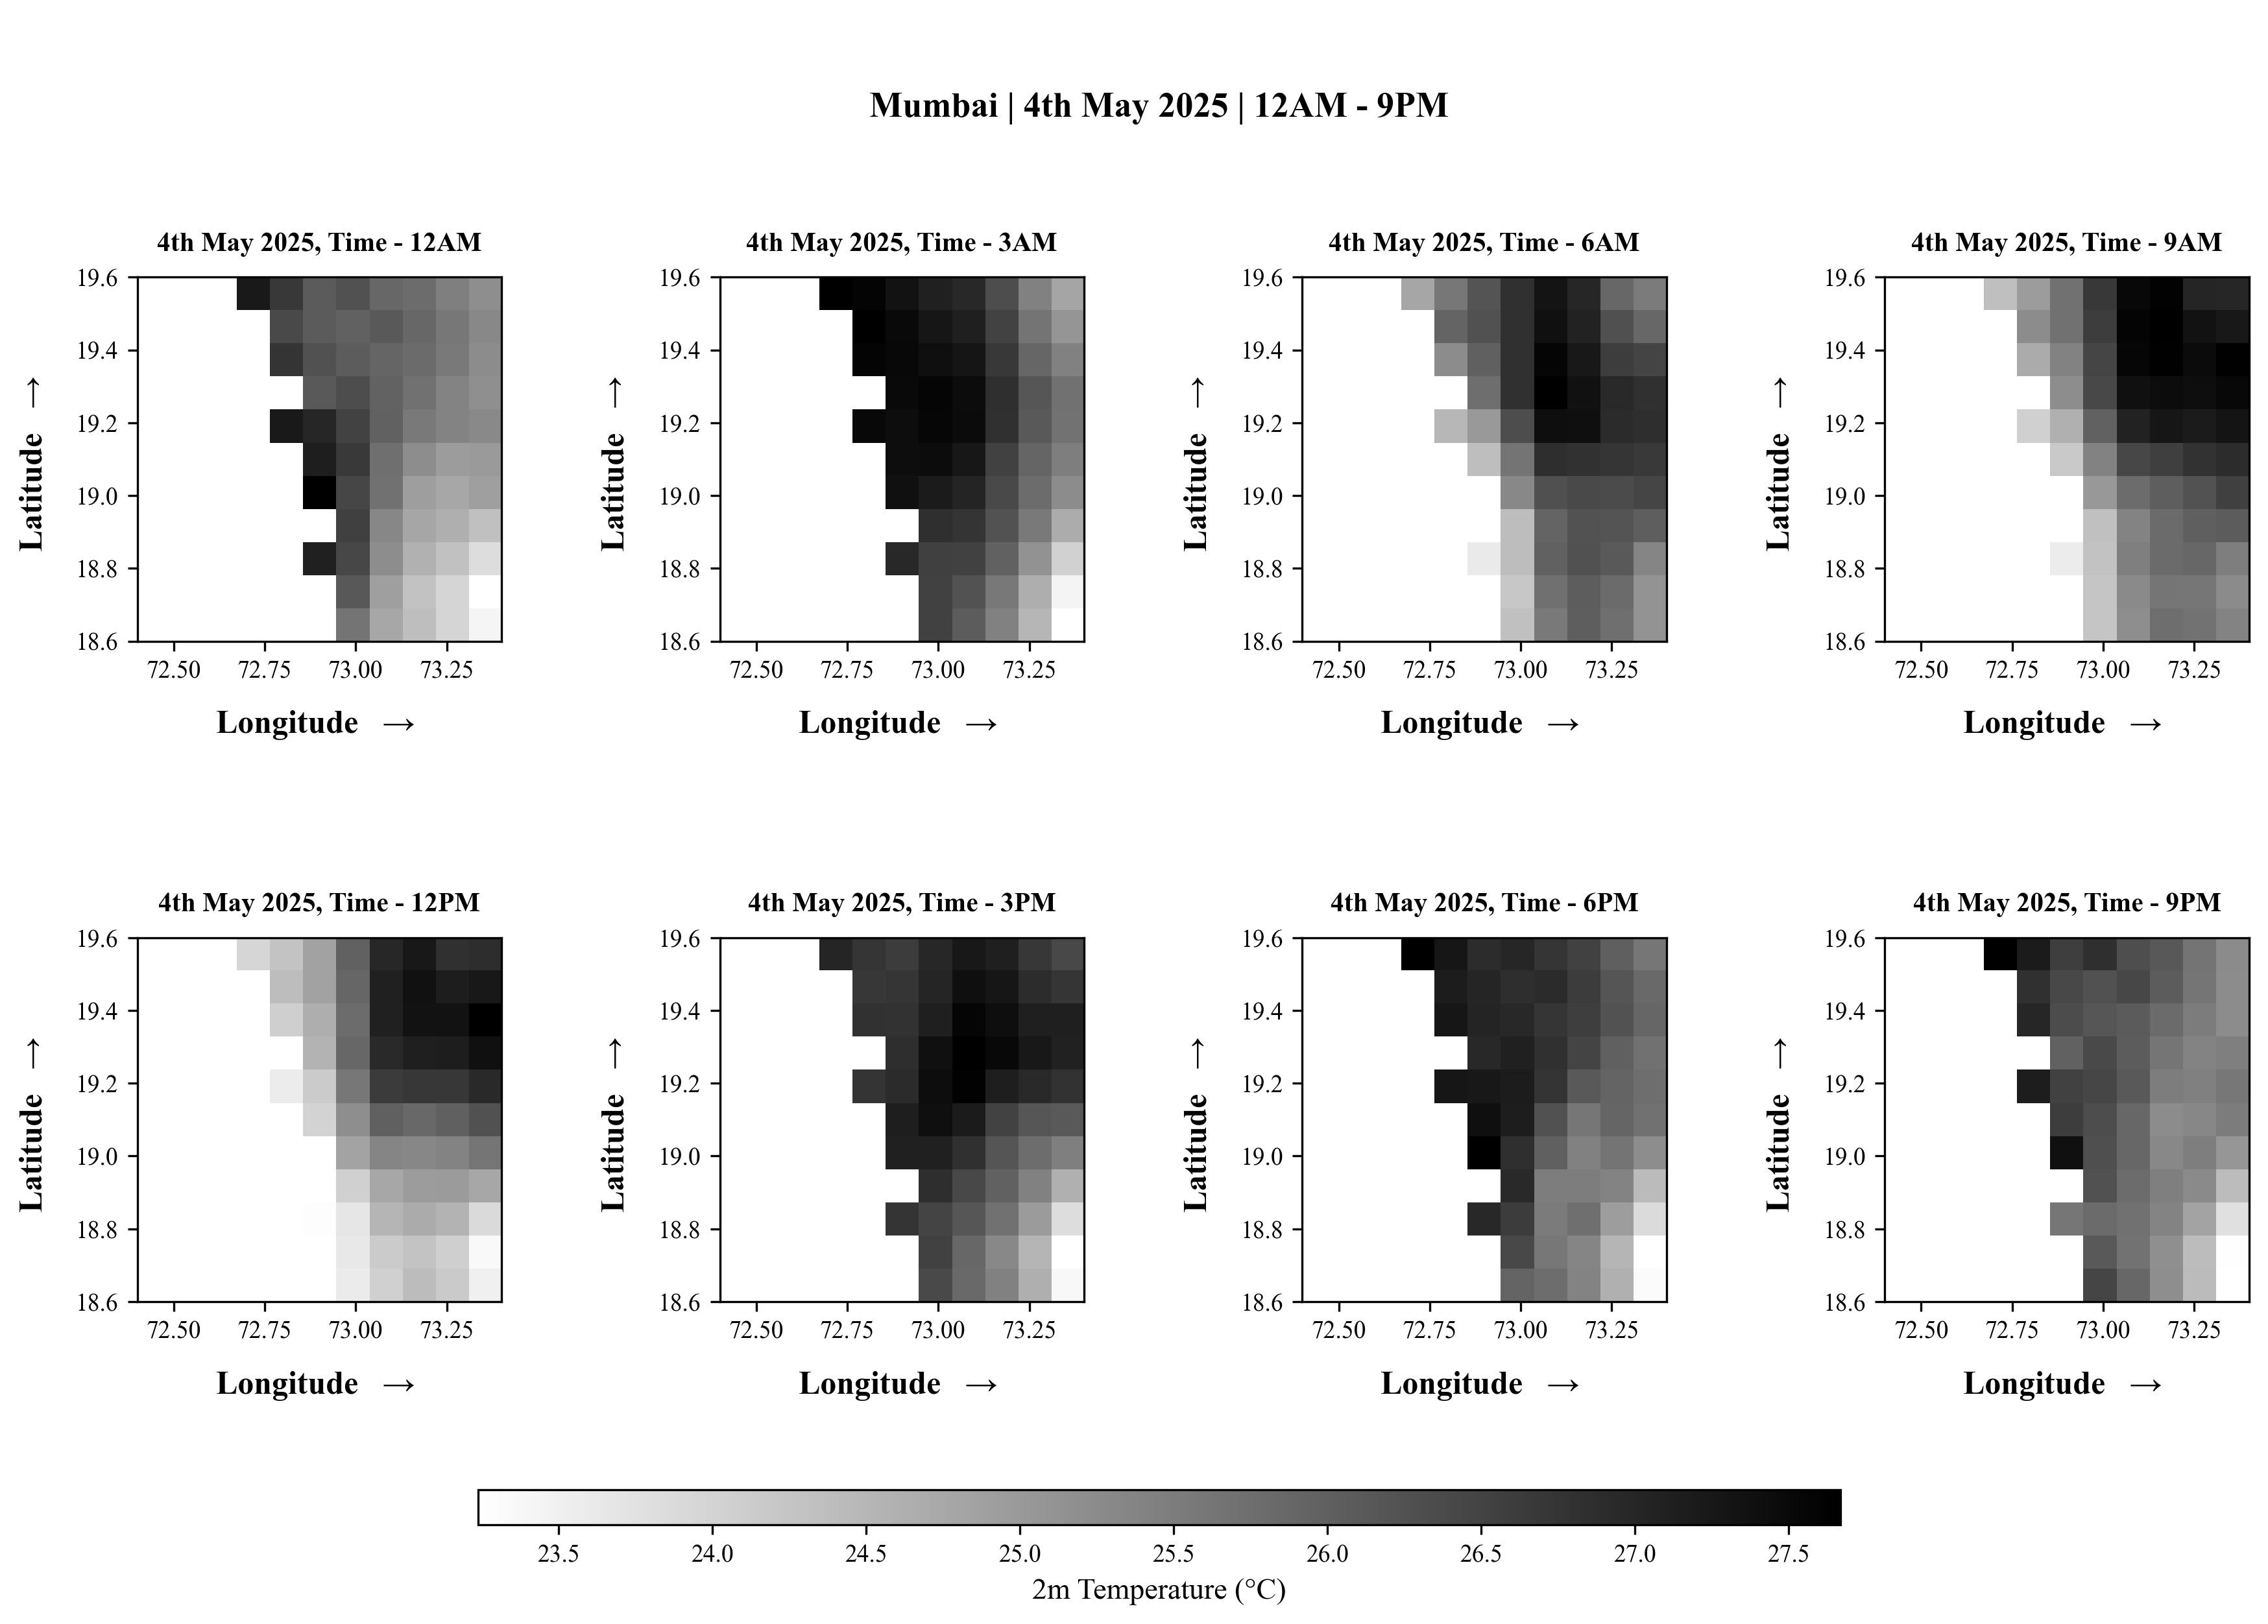 Mumbai | 4th May 2025 | 12AM - 9PM
4th May 2025, Time - 12AM
19.6
19.4
19.2
19.0
18.8
18.6
Latitude →
72.50 72.75 73.00 73.25
Longitude →
4th May 2025, Time - 3AM
19.6
19.4
19.2
19.0
18.8
18.6
Latitude →
72.50 72.75 73.00 73.25
Longitude →
4th May 2025, Time - 6AM
19.6
19.4
19.2
19.0
18.8
18.6
Latitude →
72.50 72.75 73.00 73.25
Longitude →
4th May 2025, Time - 9AM
19.6
19.4
19.2
19.0
18.8
18.6
Latitude →
72.50 72.75 73.00 73.25
Longitude →
4th May 2025, Time - 12PM
19.6
19.4
19.2
19.0
18.8
18.6
Latitude →
72.50 72.75 73.00 73.25
Longitude →
4th May 2025, Time - 3PM
19.6
19.4
19.2
19.0
18.8
18.6
Latitude →
72.50 72.75 73.00 73.25
Longitude →
4th May 2025, Time - 6PM
19.6
19.4
19.2
19.0
18.8
18.6
Latitude →
72.50 72.75 73.00 73.25
Longitude →
4th May 2025, Time - 9PM
19.6
19.4
19.2
19.0
18.8
18.6
Latitude →
72.50 72.75 73.00 73.25
Longitude →
23.5 24.0 24.5 25.0 25.5 26.0 26.5 27.0 27.5
2m Temperature (°C)